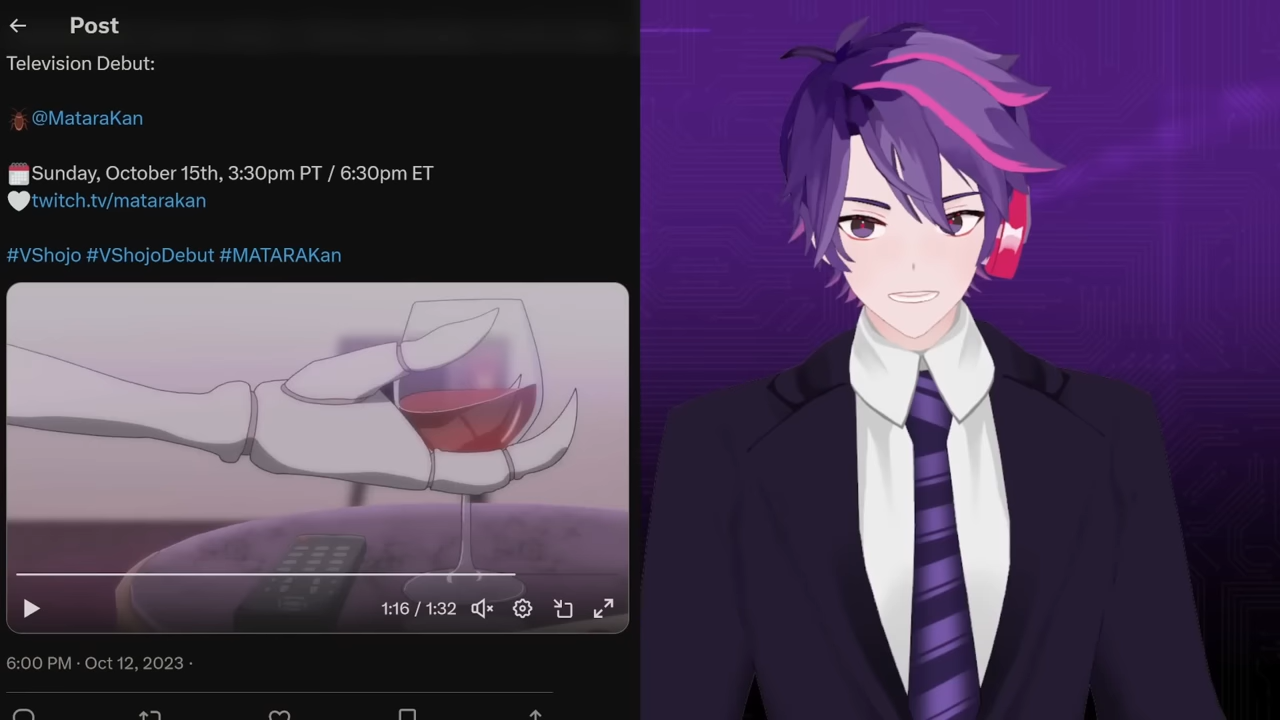 Post
Television Debut:
@MataraKan
Sunday, October 15th, 3:30pm PT / 6:30pm ET
twitch.tv/matarakan
#VShojo #VShojoDebut #MATARAKan
1:16 / 1:32
6:00 PM · Oct 12, 2023 ·